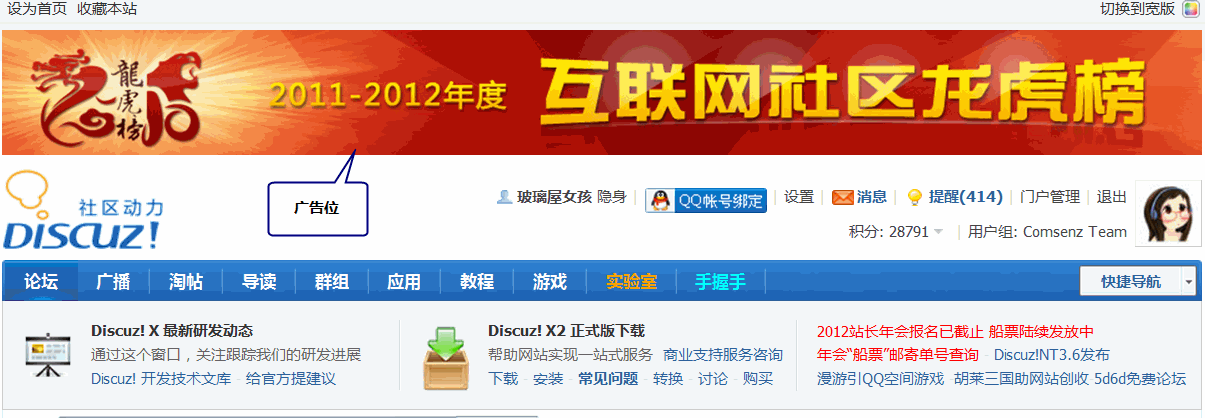 设为首页 收藏本站 切换到宽版
龍虎榜
2011-2012年度 互联网社区龙虎榜
广告位
社区动力
DISCUZ!
玻璃屋女孩 隐身 QQ帐号绑定 设置 消息 提醒(414) 门户管理 退出
积分: 28791 用户组: Comsenz Team
论坛 广播 淘帖 导读 群组 应用 教程 游戏 实验室 手握手 快捷导航
Discuz! X 最新研发动态
通过这个窗口，关注跟踪我们的研发进展
Discuz! 开发技术文库 - 给官方提建议
Discuz! X2 正式版下载
帮助网站实现一站式服务 商业支持服务咨询
下载 - 安装 - 常见问题 - 转换 - 讨论 - 购买
2012站长年会报名已截止 船票陆续发放中
年会“船票”邮寄单号查询 - Discuz!NT3.6发布
漫游引QQ空间游戏 胡莱三国助网站创收 5d6d免费论坛